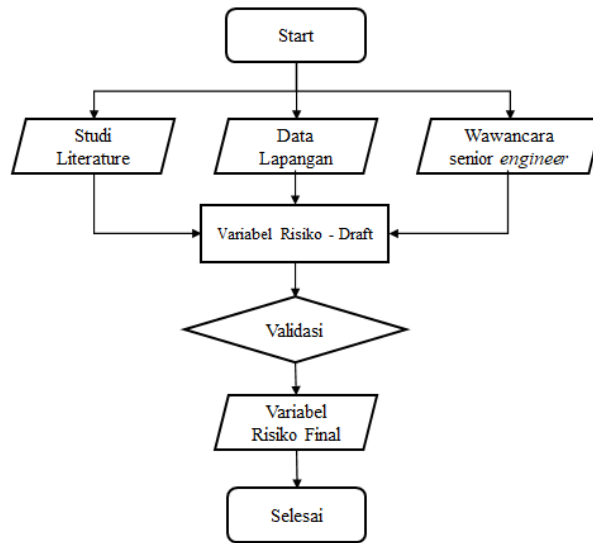 Start
Studi
Literature
Data
Lapangan
Wawancara
senior engineer
Variabel Risiko - Draft
Validasi
Variabel
Risiko Final
Selesai